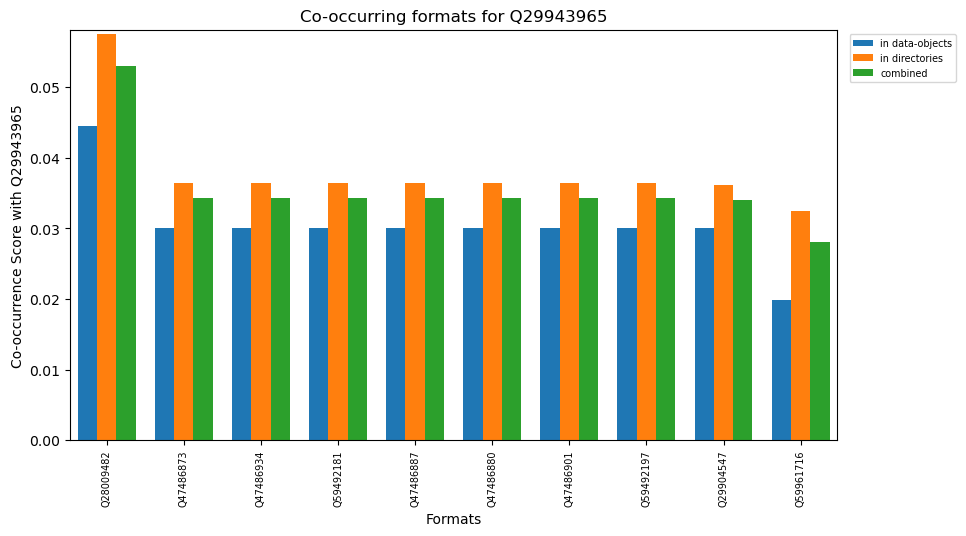 Co-occurring formats for Q29943965
in data-objects
in directories
combined
Co-occurrence Score with Q29943965
0.05
0.04
0.03
0.02
0.01
0.00
Q28009482
Q47486873
Q47486934
Q59492181
Q47486887
Q47486880
Q47486901
Q59492197
Q29904547
Q59961716
Formats